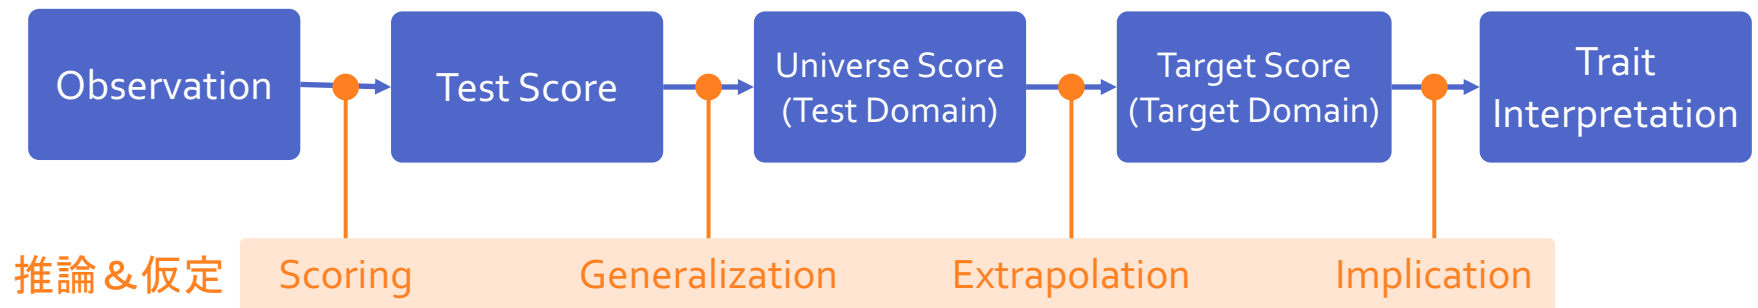 Observation
Test Score
Universe Score
(Test Domain)
Target Score
(Target Domain)
Trait
Interpretation
推論&仮定
Scoring
Generalization
Extrapolation
Implication